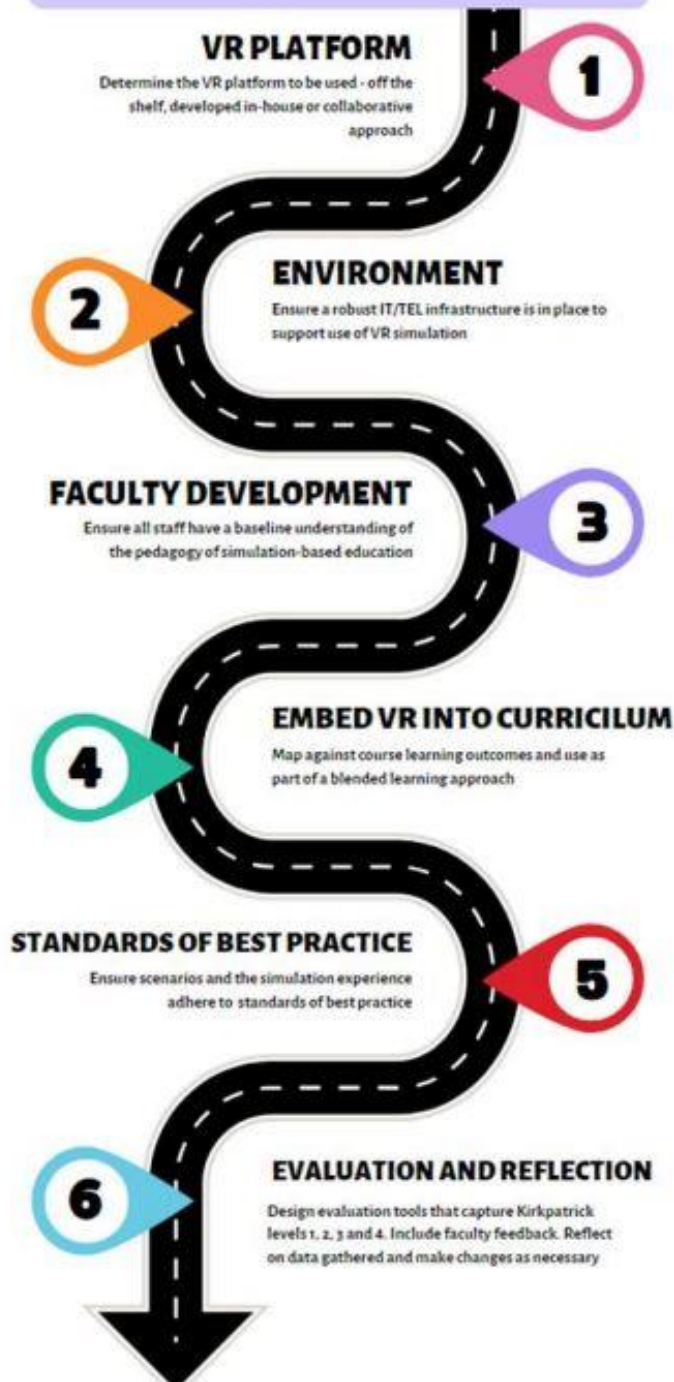 VR PLATFORM
Determine the VR platform to be used - off the
shelf, developed in-house or collaborative
approach
1
ENVIRONMENT
Ensure a robust IT/TEL infrastructure is in place to
support use of VR simulation
2
FACULTY DEVELOPMENT
Ensure all staff have a baseline understanding of
the pedagogy of simulation-based education
3
EMBED VR INTO CURRICILUM
Map against course learning outcomes and use as
part of a blended learning approach
4
STANDARDS OF BEST PRACTICE
Ensure scenarios and the simulation experience
adhere to standards of best practice
5
EVALUATION AND REFLECTION
Design evaluation tools that capture Kirkpatrick
levels 1, 2, 3 and 4. Include faculty feedback. Reflect
on data gathered and make changes as necessary
6